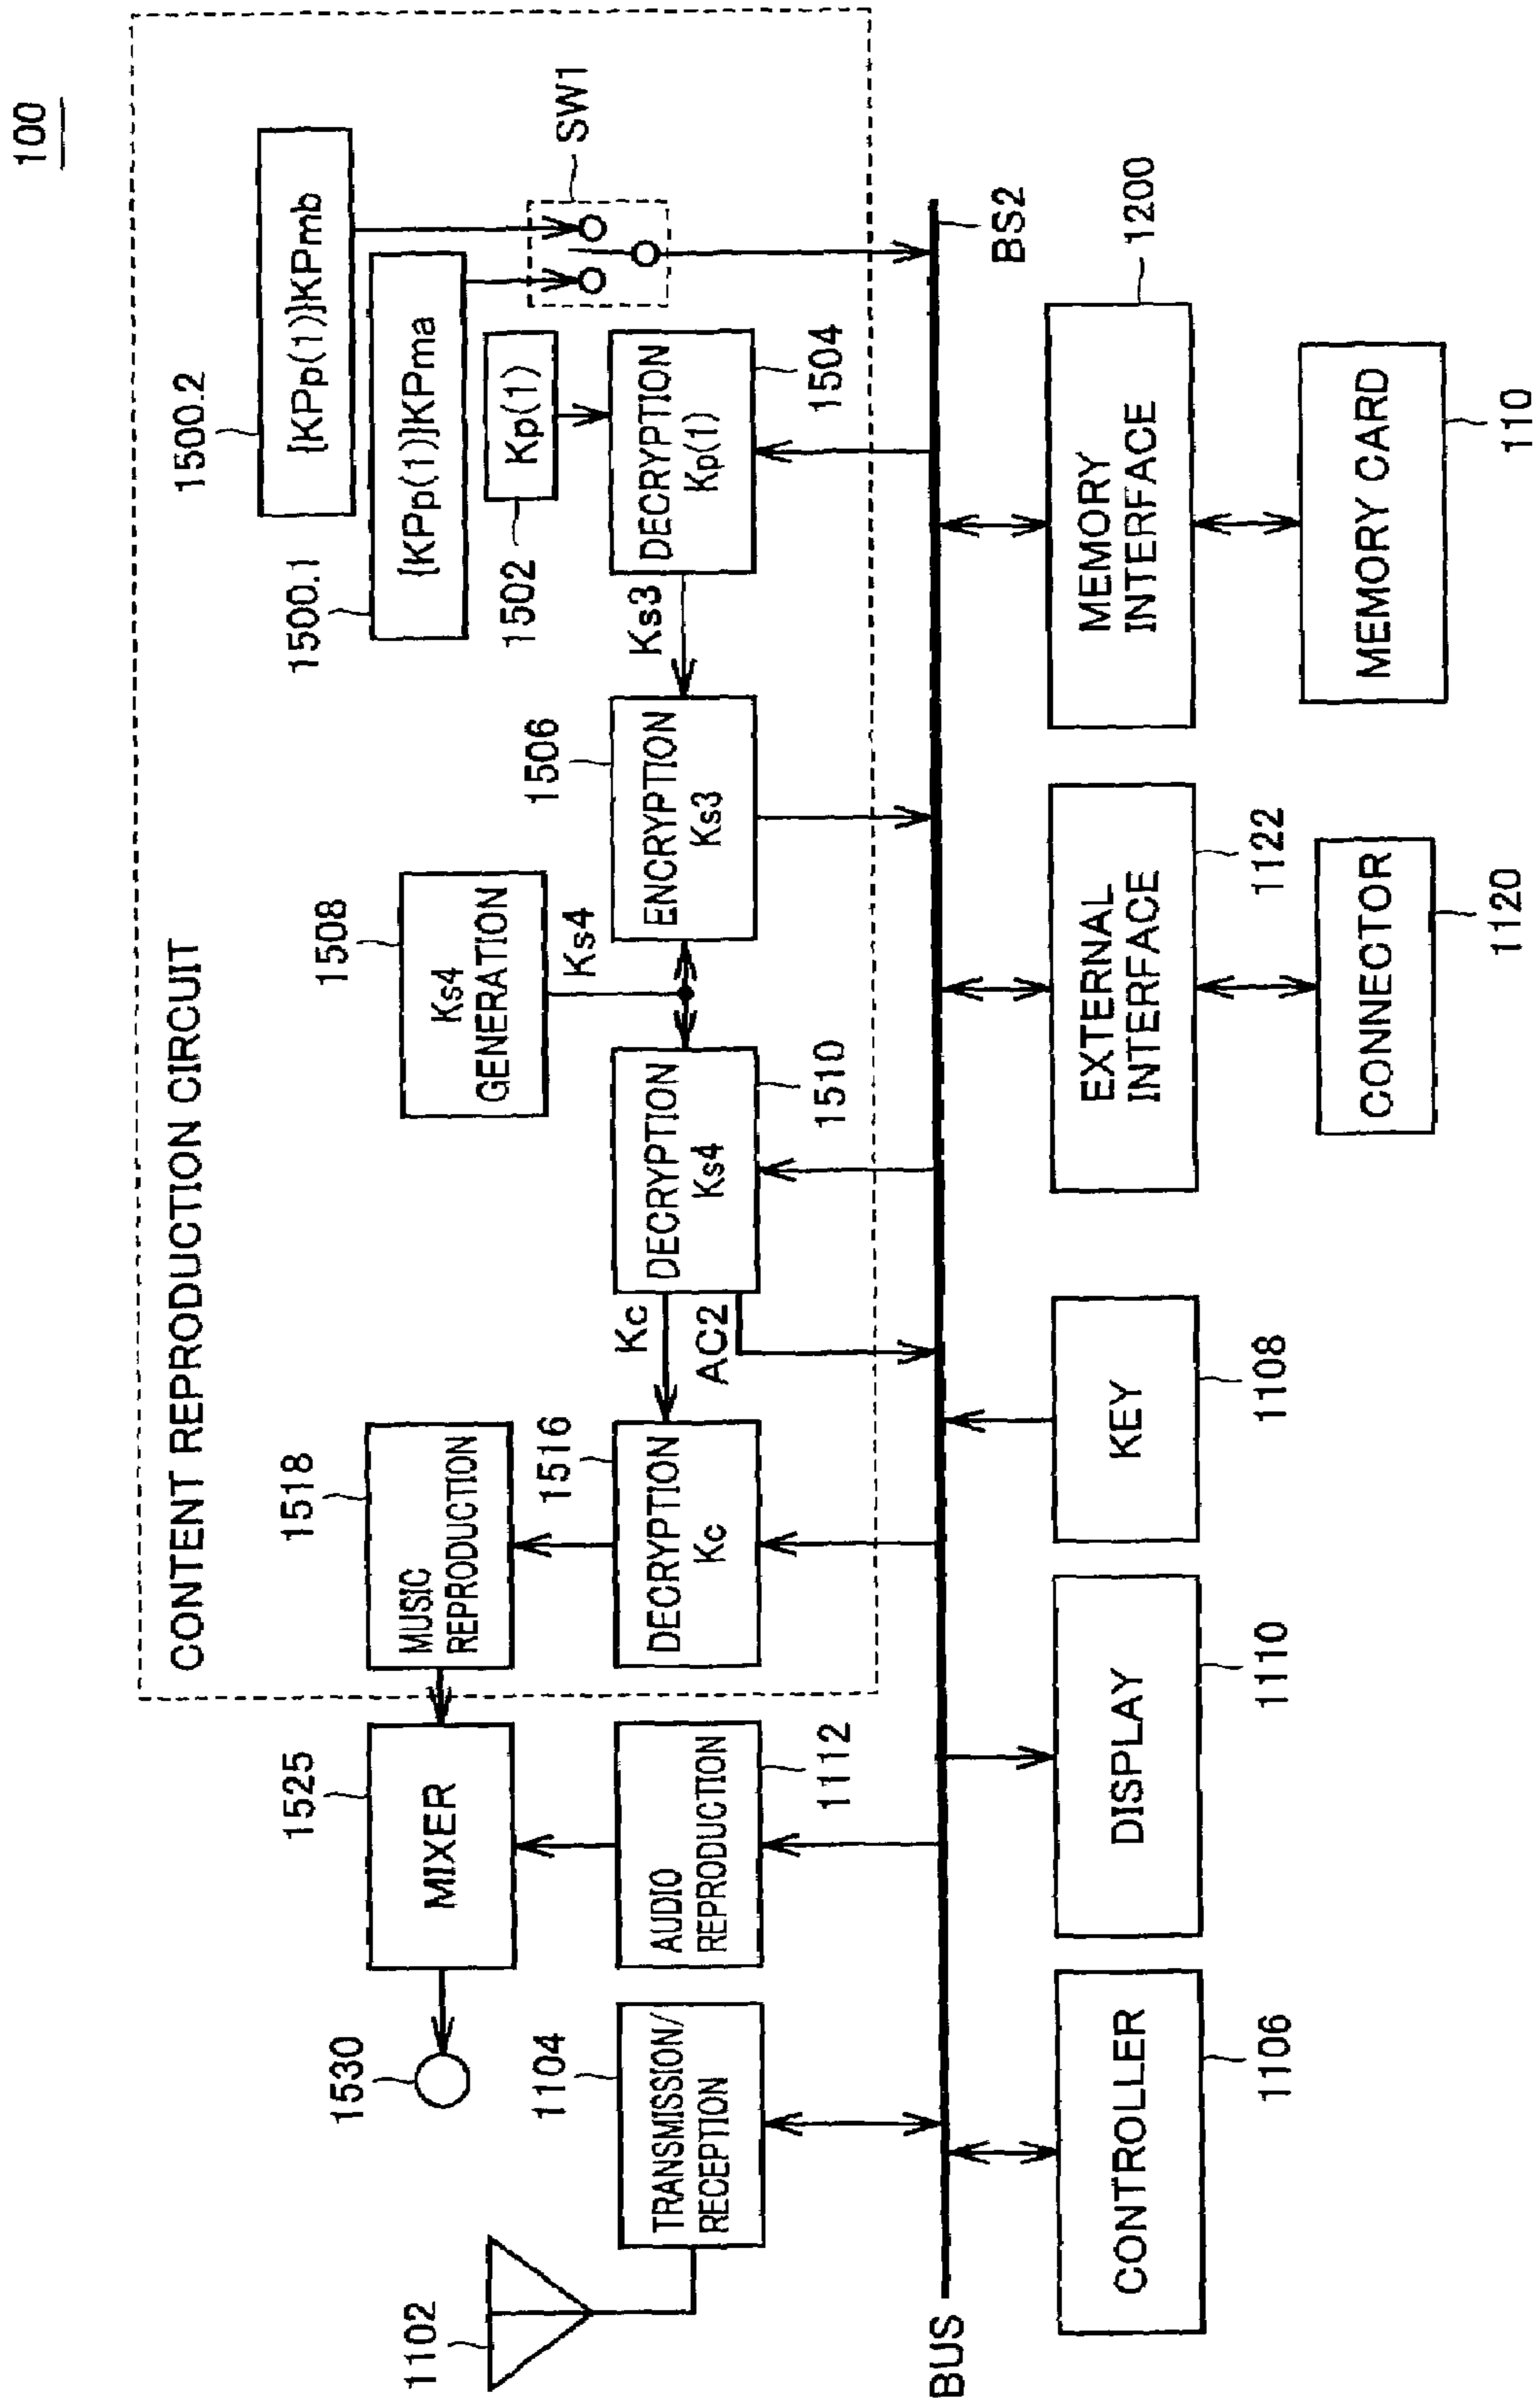 100
CONTENT REPRODUCTION CIRCUIT
1500.2
{KPp(1)}KPmb
1500.1
{KPp(1)}KPma
1502
Kp(1)
SW1
1508
Ks4
GENERATION
Ks4
1506
ENCRYPTION
Ks3
Ks3
DECRYPTION
Kp(1)
1504
1518
MUSIC
REPRODUCTION
1516
DECRYPTION
Kc
Kc
AC2
DECRYPTION
Ks4
1510
1525
MIXER
1530
1102
1104
TRANSMISSION/
RECEPTION
AUDIO
REPRODUCTION
1112
BUS
BS2
CONTROLLER
1106
DISPLAY
1110
KEY
1108
EXTERNAL
INTERFACE
1122
CONNECTOR
1120
MEMORY
INTERFACE
1200
MEMORY CARD
110